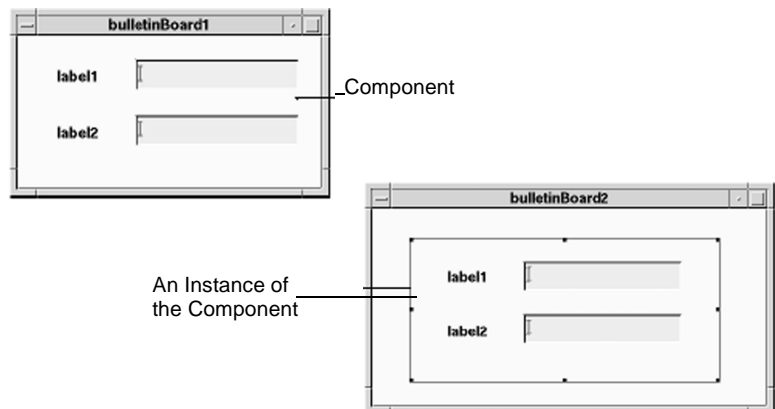 bulletinBoard1
label1
Component
label2
bulletinBoard2
An Instance of
the Component
label1
label2